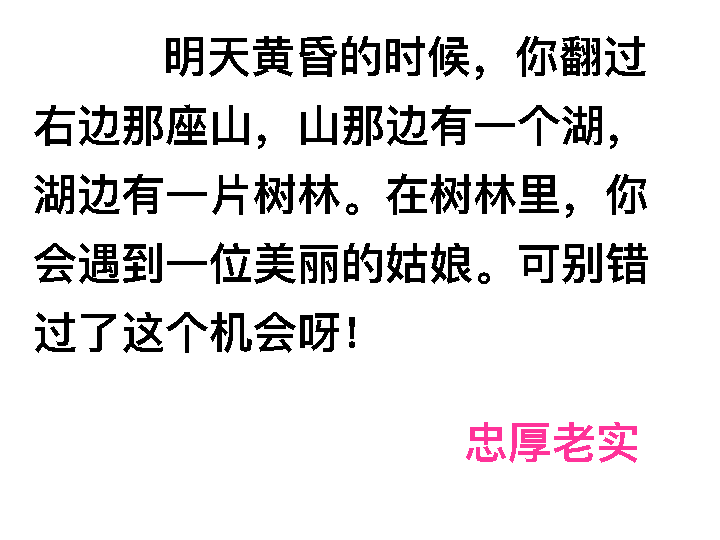 明天黄昏的时候，你翻过
右边那座山，山那边有一个湖，
湖边有一片树林。在树林里，你
会遇到一位美丽的姑娘。可别错
过了这个机会呀！
忠厚老实